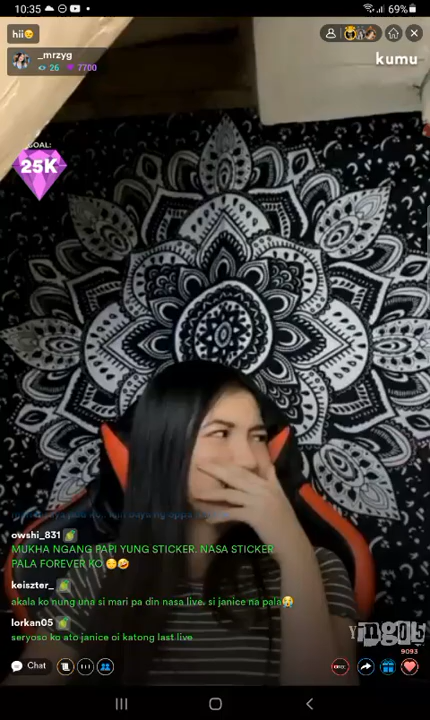 10:35
69%
hii
_mrzyg
26 7700
kumu
GOAL:
25K
owshi_831
MUKHA NGANG PAPI YUNG STICKER. NASA STICKER
PALA FOREVER KO
keiszter_
akala ko nung una si mari pa din nasa live. si janice na pala
lorkan05
seryoso ka ato janice oi katong last live
9093
Chat